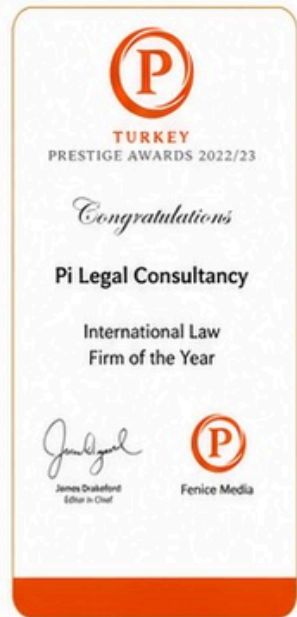 P
TURKEY
PRESTIGE AWARDS 2022/23
Congratulations
Pi Legal Consultancy
International Law
Firm of the Year
P
James Drakeford
Editor in Chief
Fenice Media